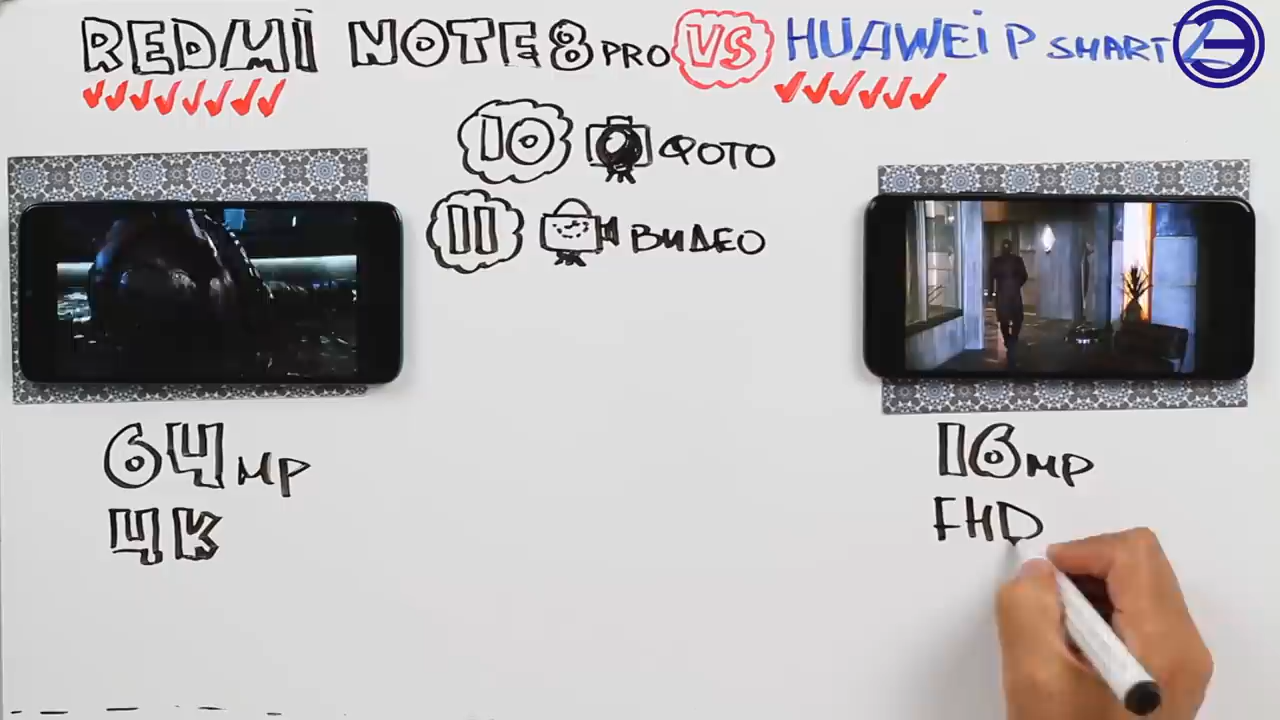 REDMi NOTE 8 PRO VS HUAWEi P SMART Z
10 ФОТО
11 ВИДЕО
64 MP
16 MP
4K
FHD